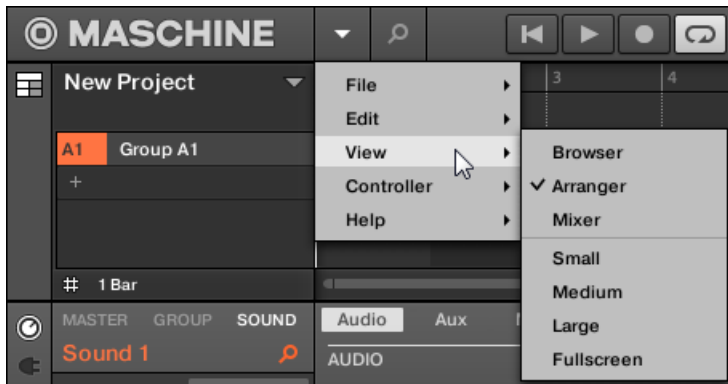 MASCHINE
New Project
3
4
File
Edit
View
Controller
Help
Browser
Arranger
Mixer
Small
Medium
Large
Fullscreen
A1
Group A1
+
1 Bar
MASTER GROUP SOUND
Sound 1
Audio
Aux
AUDIO